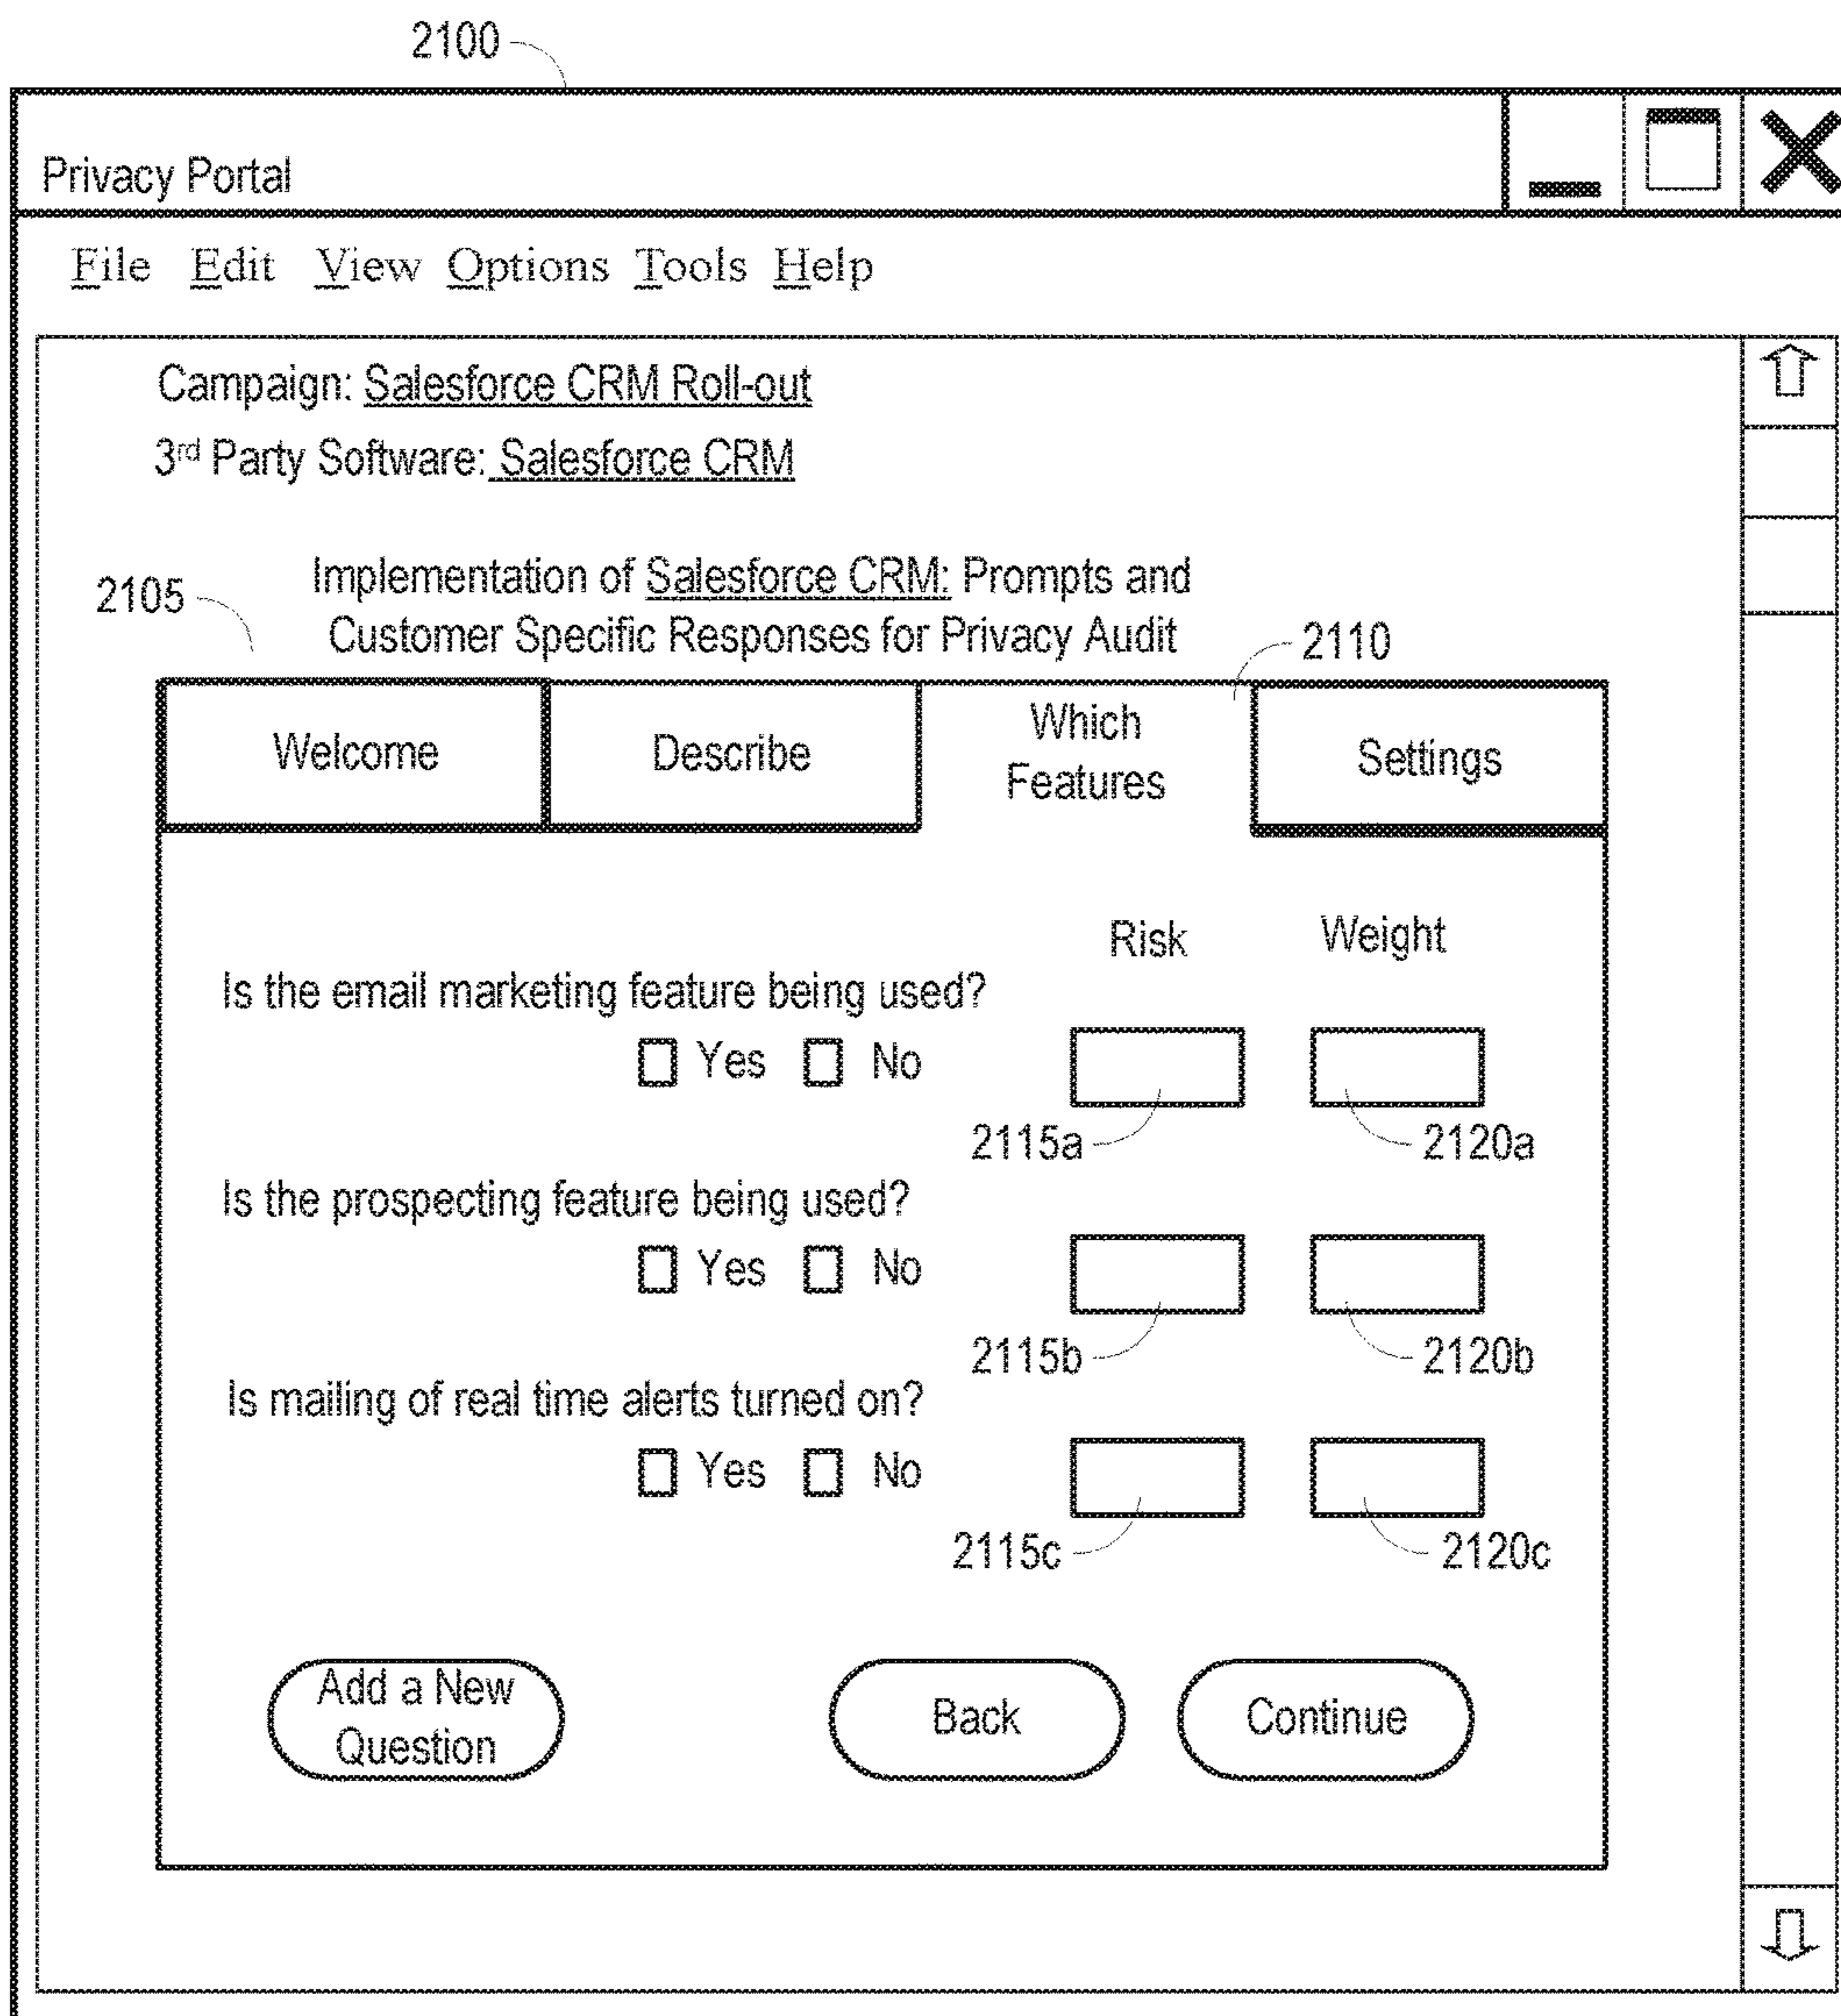 2100
Privacy Portal
File Edit View Options Tools Help
Campaign: Salesforce CRM Roll-out
3rd Party Software: Salesforce CRM
2105
Implementation of Salesforce CRM: Prompts and
Customer Specific Responses for Privacy Audit
2110
Welcome
Describe
Which
Features
Settings
Risk Weight
Is the email marketing feature being used?
Yes No
2115a 2120a
Is the prospecting feature being used?
Yes No
2115b 2120b
Is mailing of real time alerts turned on?
Yes No
2115c 2120c
Add a New
Question
Back
Continue